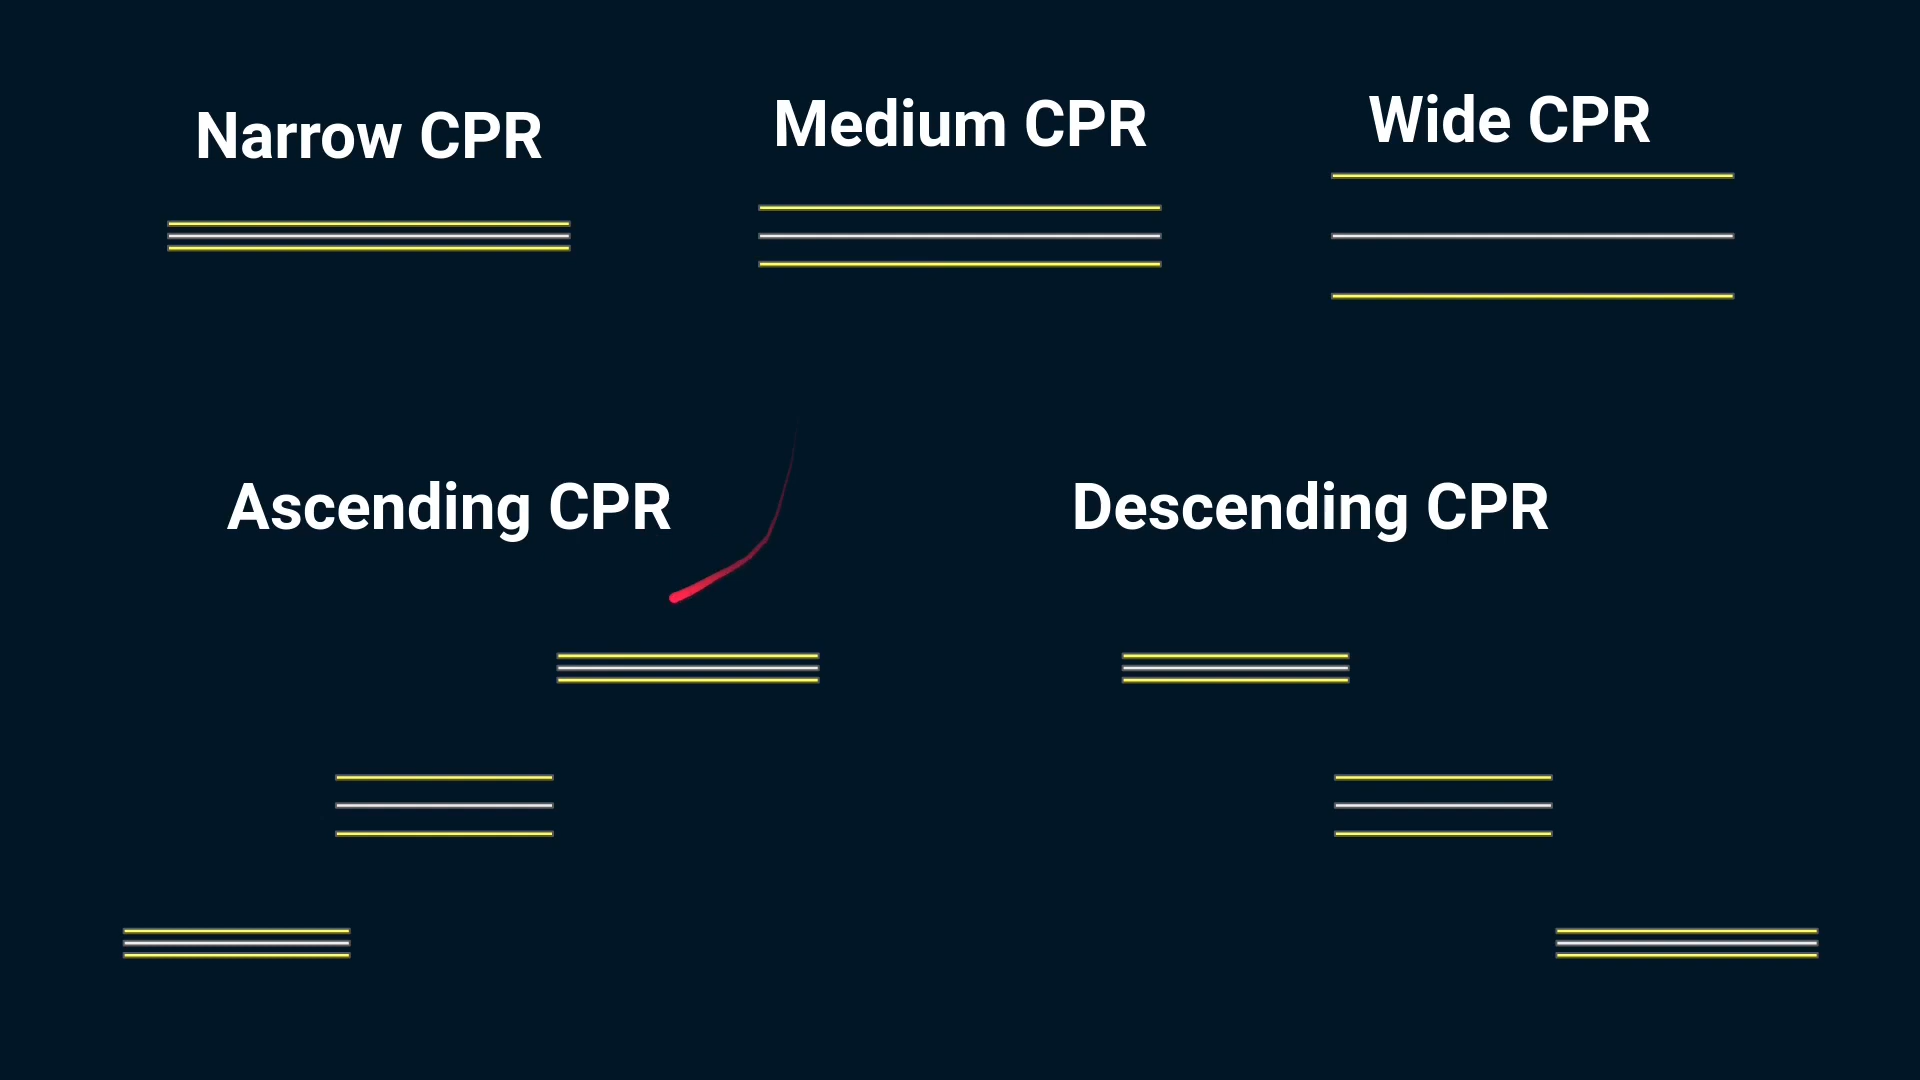 Narrow CPR
Medium CPR
Wide CPR
Ascending CPR
Descending CPR